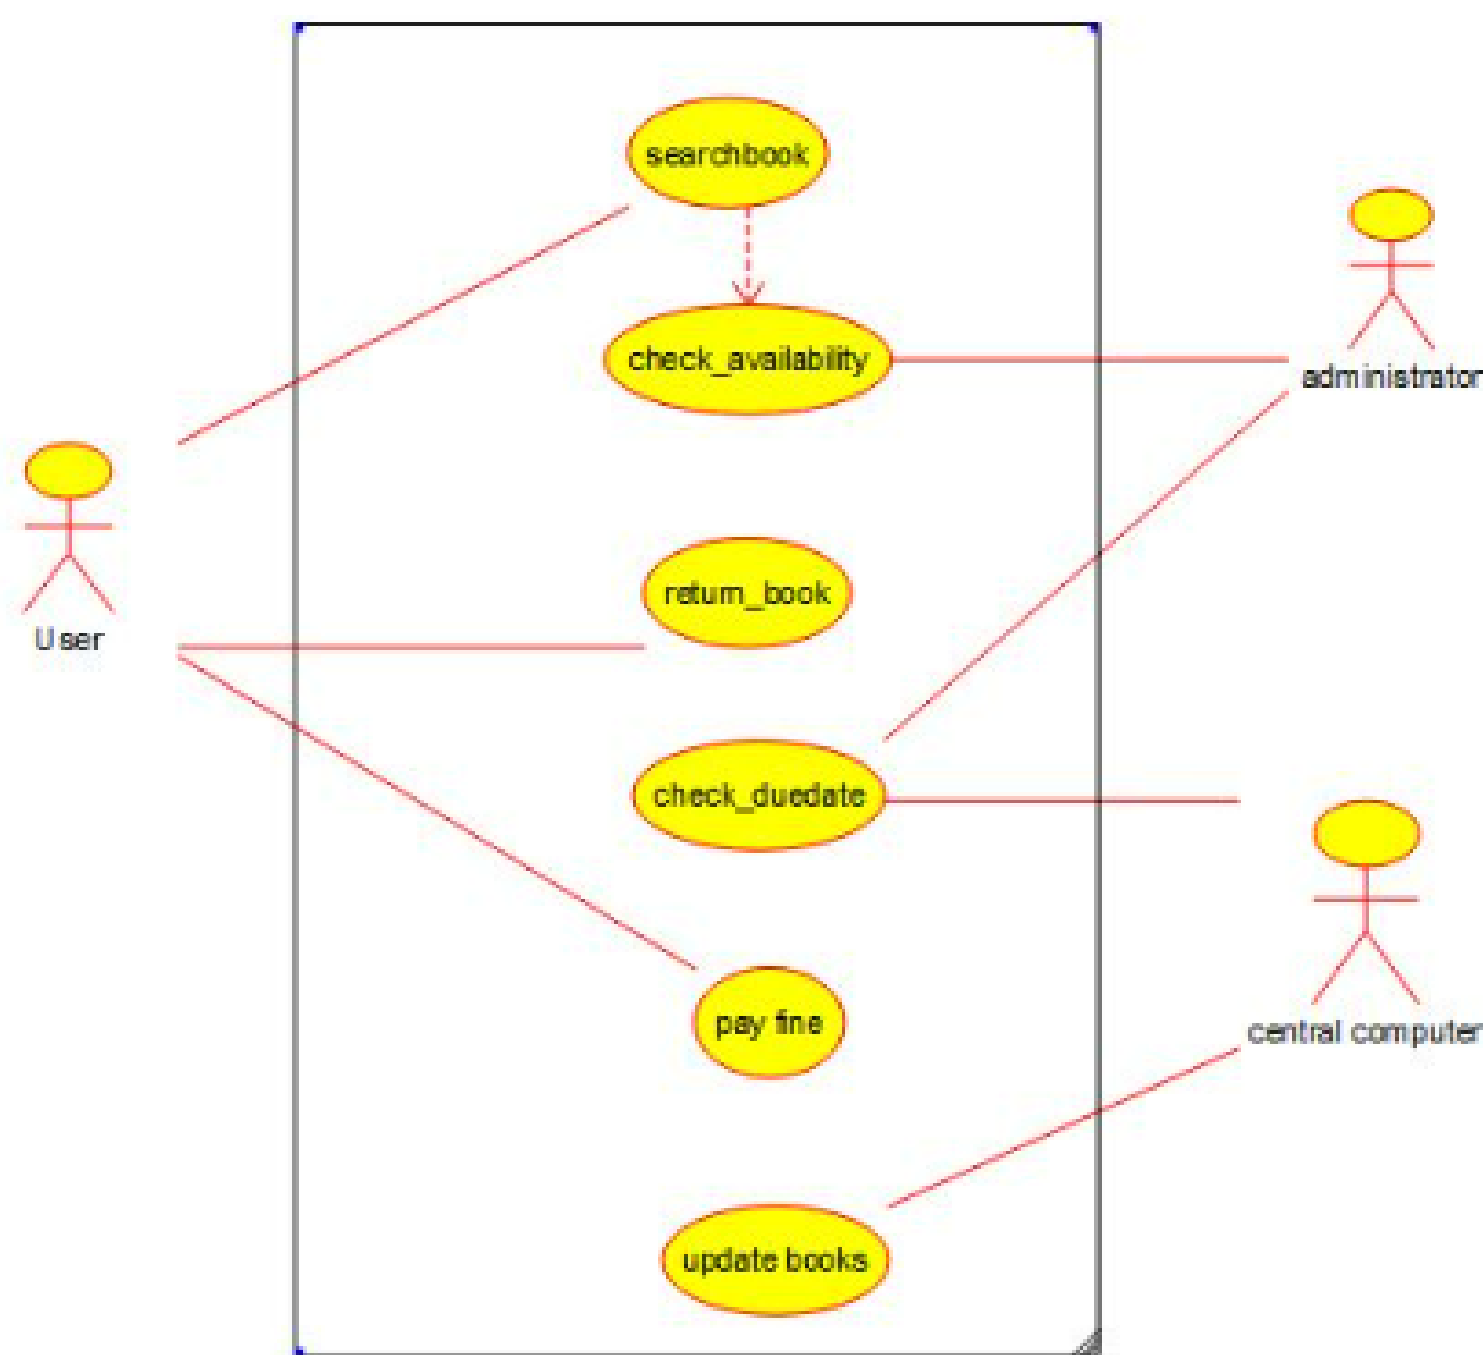 searchbook
check_availability
administrator
return_book
User
check_duedate
pay fine
central computer
update books